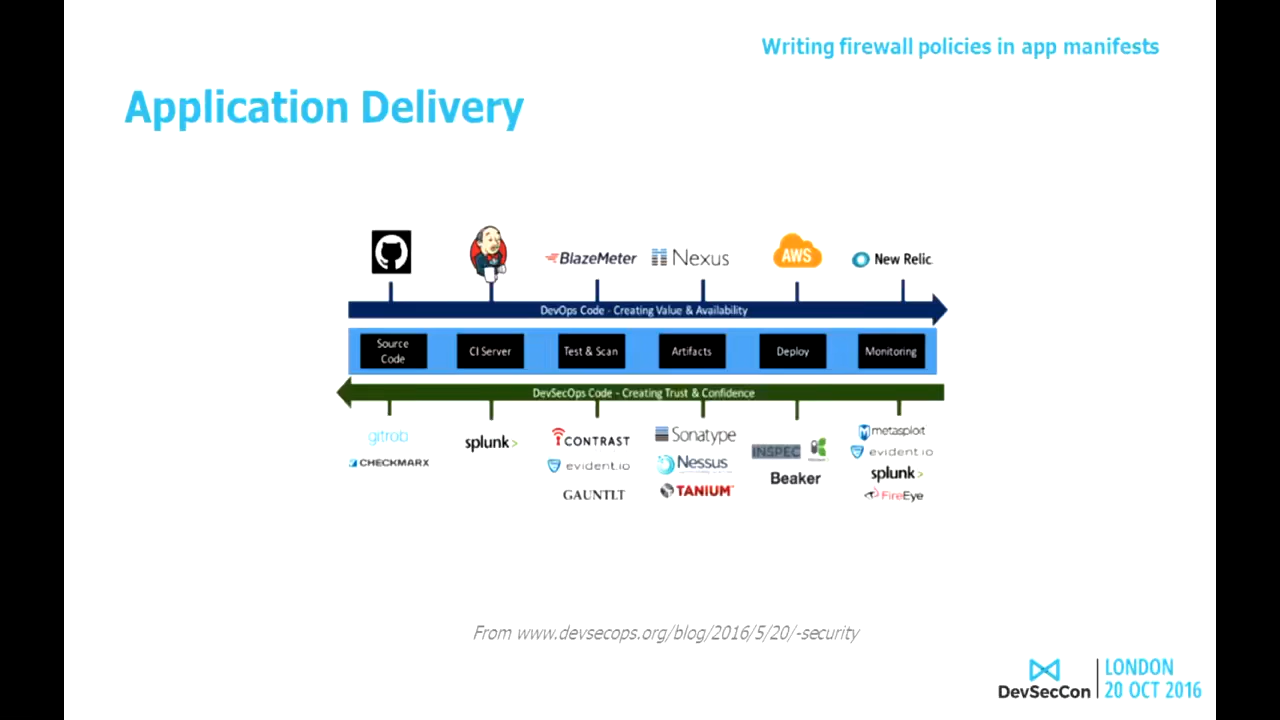 Writing firewall policies in app manifests
Application Delivery
BlazeMeter
Nexus
AWS
New Relic
DevOps Code - Creating Value & Availability
Source
Code
CI Server
Test & Scan
Artifacts
Deploy
Monitoring
DevSecOps Code - Creating Trust & Confidence
gitrob
CHECKMARX
splunk>
CONTRAST
evident.io
GAUNTLT
Sonatype
Nessus
TANIUM
INSPEC
Beaker
metasploit
evident.io
splunk>
FireEye
From www.devsecops.org/blog/2016/5/20/-security
DevSecCon
LONDON
20 OCT 2016